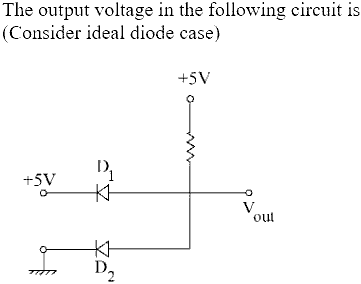 The output voltage in the following circuit is
(Consider ideal diode case)
+5V
D1
+5V
Vout
D2